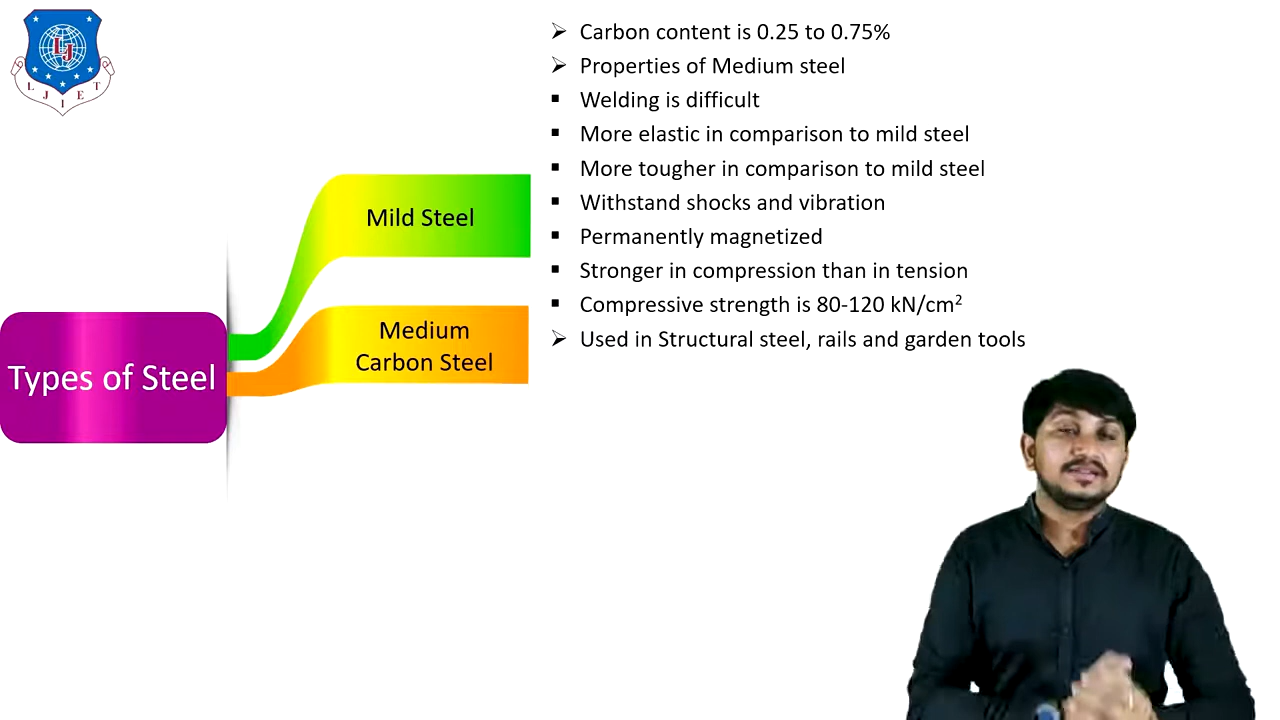 LJ
L J I E T
Carbon content is 0.25 to 0.75%
Properties of Medium steel
Welding is difficult
More elastic in comparison to mild steel
More tougher in comparison to mild steel
Withstand shocks and vibration
Permanently magnetized
Stronger in compression than in tension
Compressive strength is 80-120 kN/cm²
Used in Structural steel, rails and garden tools
Mild Steel
Medium
Carbon Steel
Types of Steel